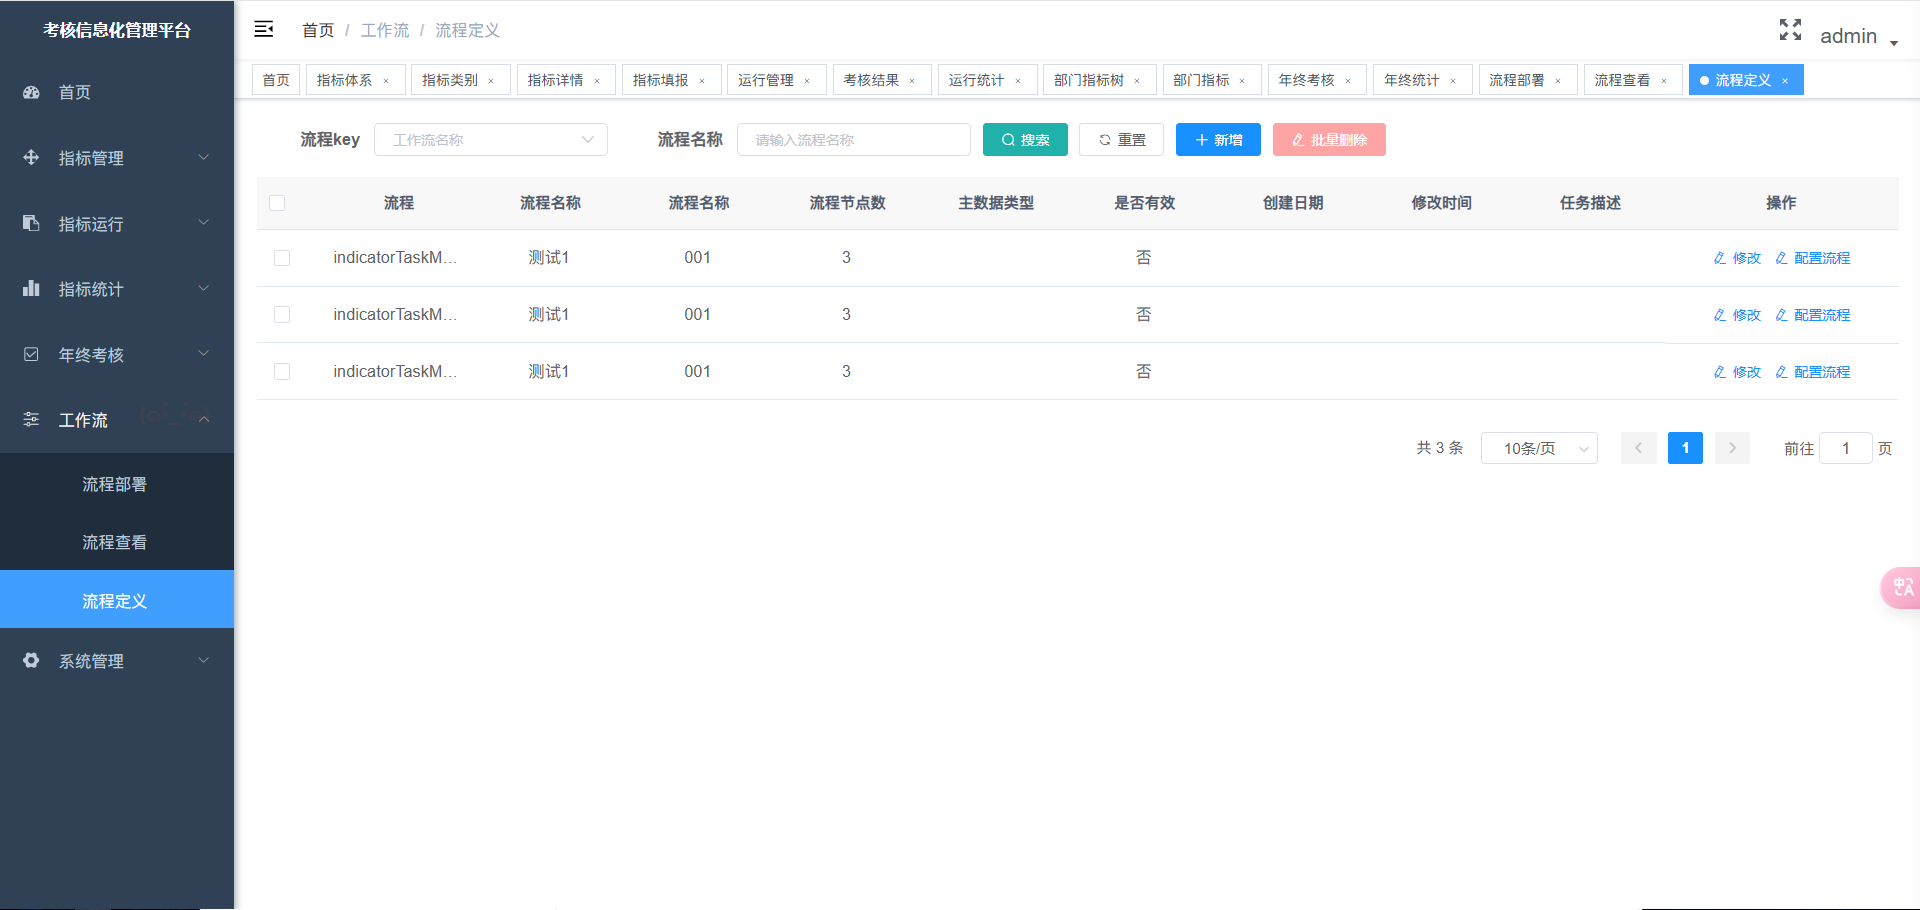 考核信息化管理平台
首页 / 工作流 / 流程定义
admin
首页
指标体系 ×
指标类别 ×
指标详情 ×
指标填报 ×
运行管理 ×
考核结果 ×
运行统计 ×
部门指标树 ×
部门指标 ×
年终考核 ×
年终统计 ×
流程部署 ×
流程查看 ×
流程定义 ×
首页
指标管理
指标运行
指标统计
年终考核
工作流
流程部署
流程查看
流程定义
系统管理
流程key 工作流名称 流程名称 请输入流程名称 搜索 重置 新增 批量删除
流程 流程名称 流程名称 流程节点数 主数据类型 是否有效 创建日期 修改时间 任务描述 操作
indicatorTaskM... 测试1 001 3 否 修改 配置流程
indicatorTaskM... 测试1 001 3 否 修改 配置流程
indicatorTaskM... 测试1 001 3 否 修改 配置流程
共 3 条 10条/页 1 前往 1 页
中A